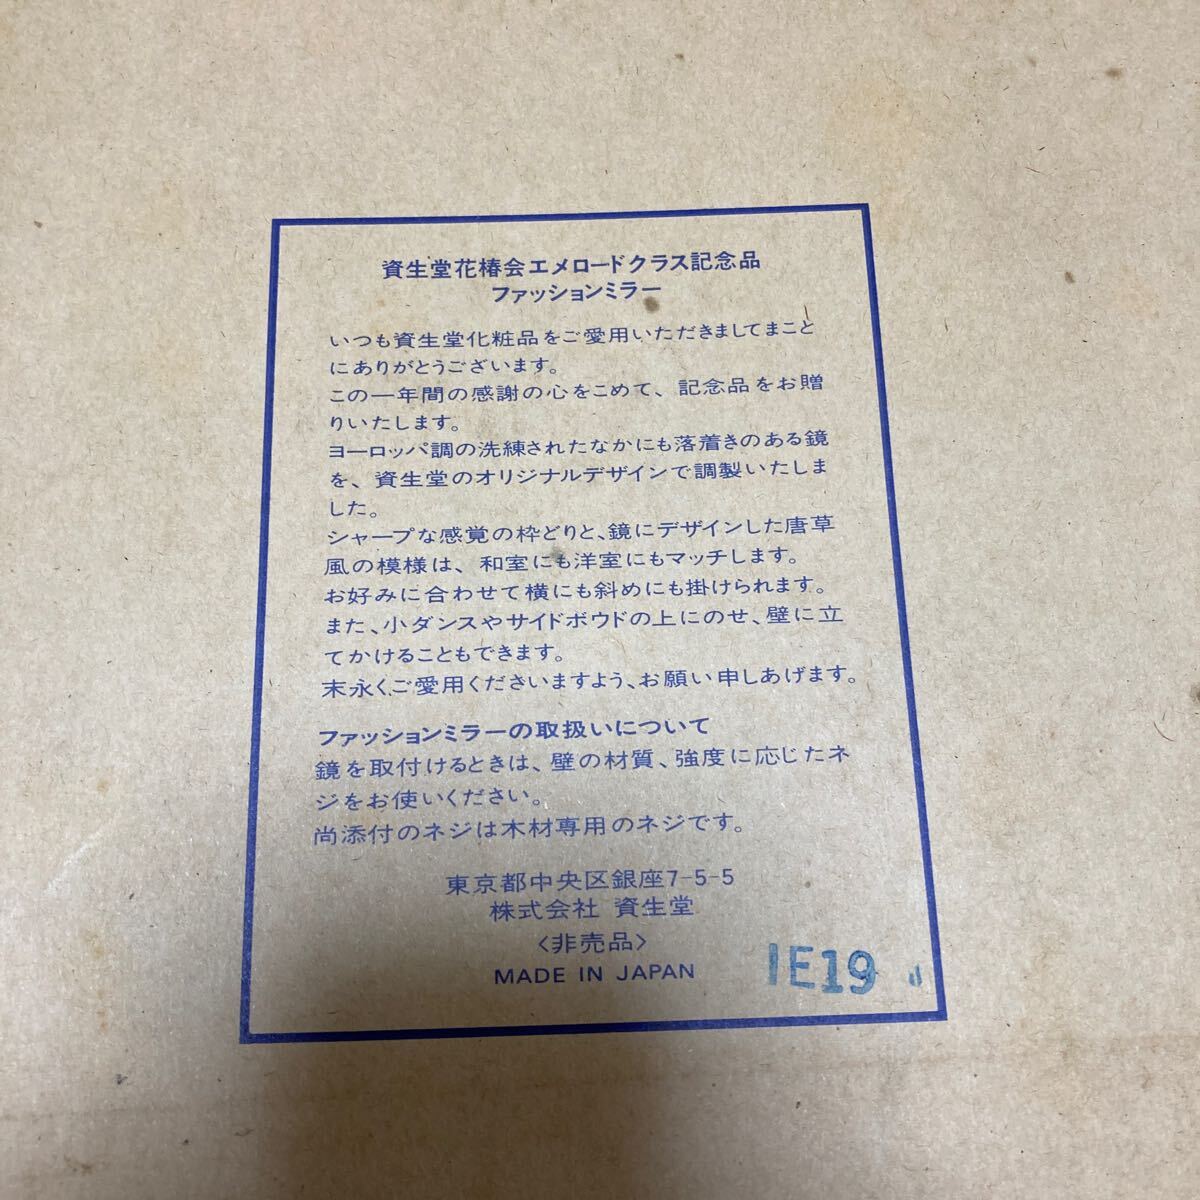 資生堂花椿会エメロードクラス記念品
ファッションミラー
いつも資生堂化粧品をご愛用いただきましてまこと
にありがとうございます。
この一年間の感謝の心をこめて、記念品をお贈
りいたします。
ヨーロッパ調の洗練されたなかにも落着きのある鏡
を、資生堂のオリジナルデザインで調製いたしま
した。
シャープな感覚の枠どりと、鏡にデザインした唐草
風の模様は、和室にも洋室にもマッチします。
お好みに合わせて横にも斜めにも掛けられます。
また、小ダンスやサイドボウドの上にのせ、壁に立
てかけることもできます。
末永くご愛用くださいますよう、お願い申しあげます。
ファッションミラーの取扱いについて
鏡を取付けるときは、壁の材質、強度に応じたネ
ジをお使いください。
尚添付のネジは木材専用のネジです。
東京都中央区銀座7-5-5
株式会社 資生堂
〈非売品〉
MADE IN JAPAN
IE19